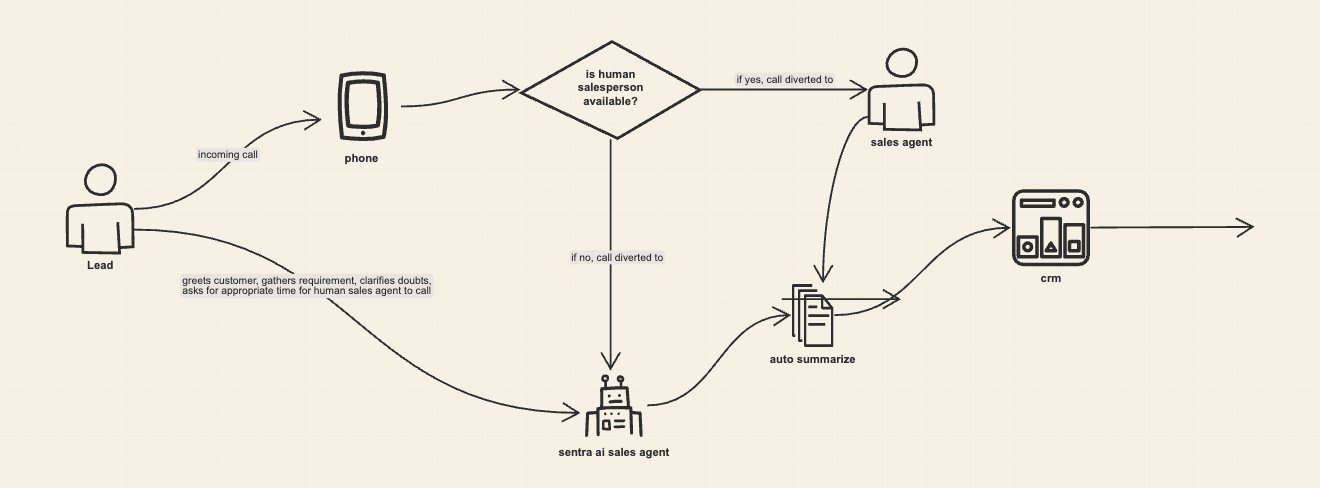 is human
salesperson
available?
if yes, call diverted to
sales agent
incoming call
phone
Lead
greets customer, gathers requirement, clarifies doubts,
asks for appropriate time for human sales agent to call
if no, call diverted to
crm
auto summarize
sentra ai sales agent